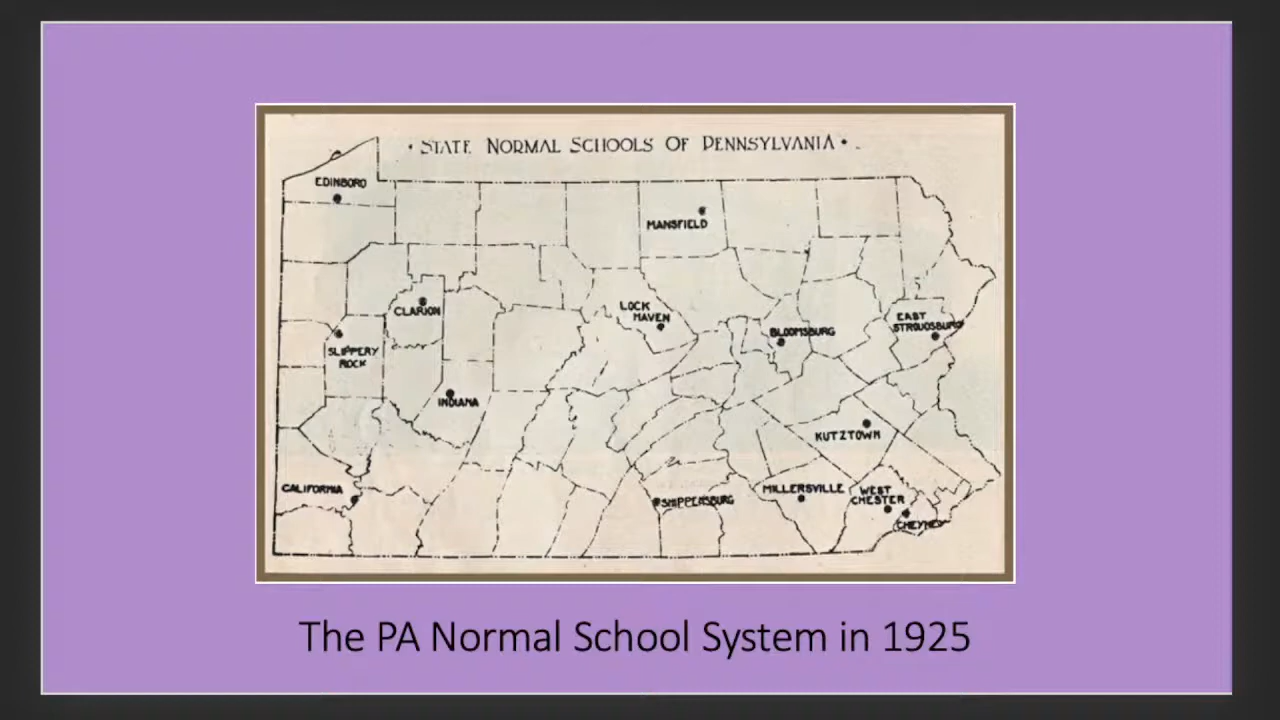 • STATE NORMAL SCHOOLS OF PENNSYLVANIA •
EDINBORO
MANSFIELD
CLARION
LOCK
HAVEN
BLOOMSBURG
EAST
STROUDSBURG
SLIPPERY
ROCK
INDIANA
KUTZTOWN
CALIFORNIA
SHIPPENSBURG
MILLERSVILLE
WEST
CHESTER
CHEYNEY
The PA Normal School System in 1925